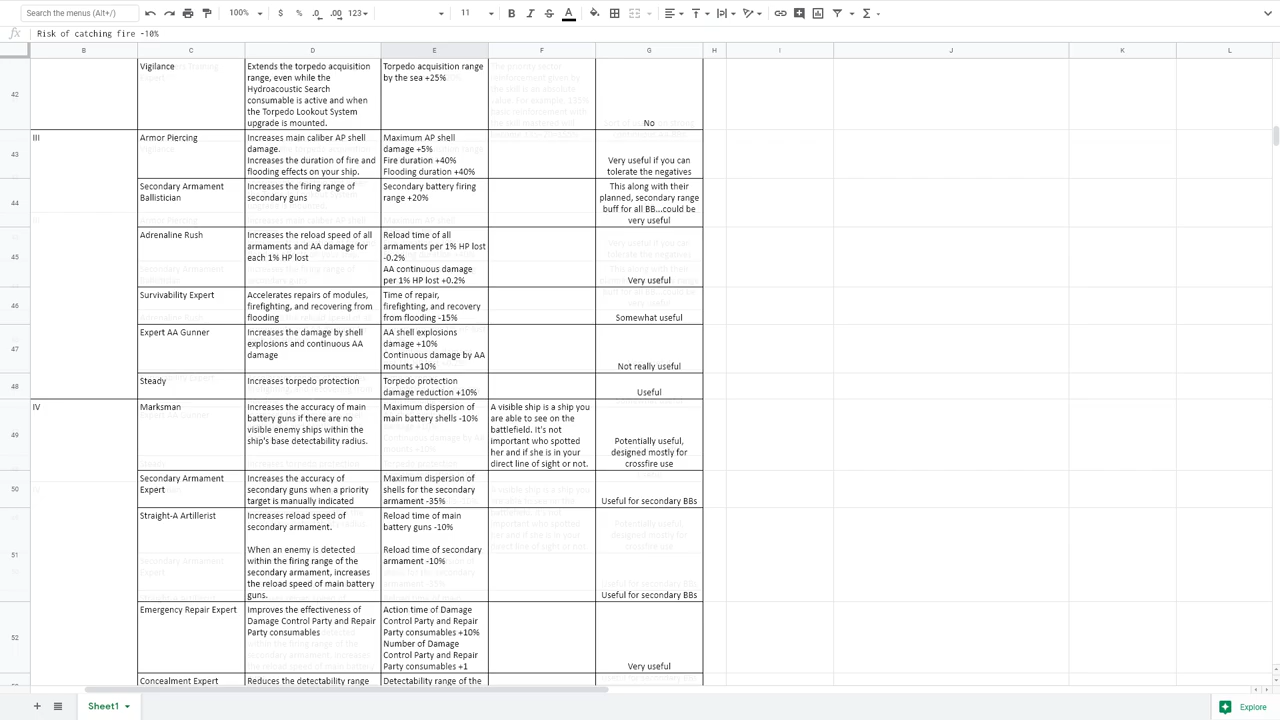 Search the menus (Alt+/)
100%
$ % .0 .00 123
11
B I S A
fx Risk of catching fire -10%
B C D E F G H I J K L
42
Vigilance
Extends the torpedo acquisition
range, even while the
Hydroacoustic Search
consumable is active and when
the Torpedo Lookout System
upgrade is mounted.
Torpedo acquisition range
by the sea +25%
No
III
43
Armor Piercing
Increases main caliber AP shell
damage.
Increases the duration of fire and
flooding effects on your ship.
Maximum AP shell
damage +5%
Fire duration +40%
Flooding duration +40%
Very useful if you can
tolerate the negatives
44
Secondary Armament
Ballistician
Increases the firing range of
secondary guns
Secondary battery firing
range +20%
This along with their
planned, secondary range
buff for all BB...could be
very useful
45
Adrenaline Rush
Increases the reload speed of all
armaments and AA damage for
each 1% HP lost
Reload time of all
armaments per 1% HP lost
-0.2%
AA continuous damage
per 1% HP lost +0.2%
Very useful
46
Survivability Expert
Accelerates repairs of modules,
firefighting, and recovering from
flooding
Time of repair,
firefighting, and recovery
from flooding -15%
Somewhat useful
47
Expert AA Gunner
Increases the damage by shell
explosions and continuous AA
damage
AA shell explosions
damage +10%
Continuous damage by AA
mounts +10%
Not really useful
48
Steady
Increases torpedo protection
Torpedo protection
damage reduction +10%
Useful
IV
49
Marksman
Increases the accuracy of main
battery guns if there are no
visible enemy ships within the
ship's base detectability radius.
Maximum dispersion of
main battery shells -10%
A visible ship is a ship you
are able to see on the
battlefield. It's not
important who spotted
her and if she is in your
direct line of sight or not.
Potentially useful,
designed mostly for
crossfire use
50
Secondary Armament
Expert
Increases the accuracy of
secondary guns when a priority
target is manually indicated
Maximum dispersion of
shells for the secondary
armament -35%
Useful for secondary BBs
51
Straight-A Artillerist
Increases reload speed of
secondary armament.
When an enemy is detected
within the firing range of the
secondary armament, increases
the reload speed of main battery
guns.
Reload time of main
battery guns -10%
Reload time of secondary
armament -10%
Useful for secondary BBs
52
Emergency Repair Expert
Improves the effectiveness of
Damage Control Party and Repair
Party consumables
Action time of Damage
Control Party and Repair
Party consumables +10%
Number of Damage
Control Party and Repair
Party consumables +1
Very useful
Concealment Expert
Reduces the detectability range
Detectability range of the
Sheet1
Explore